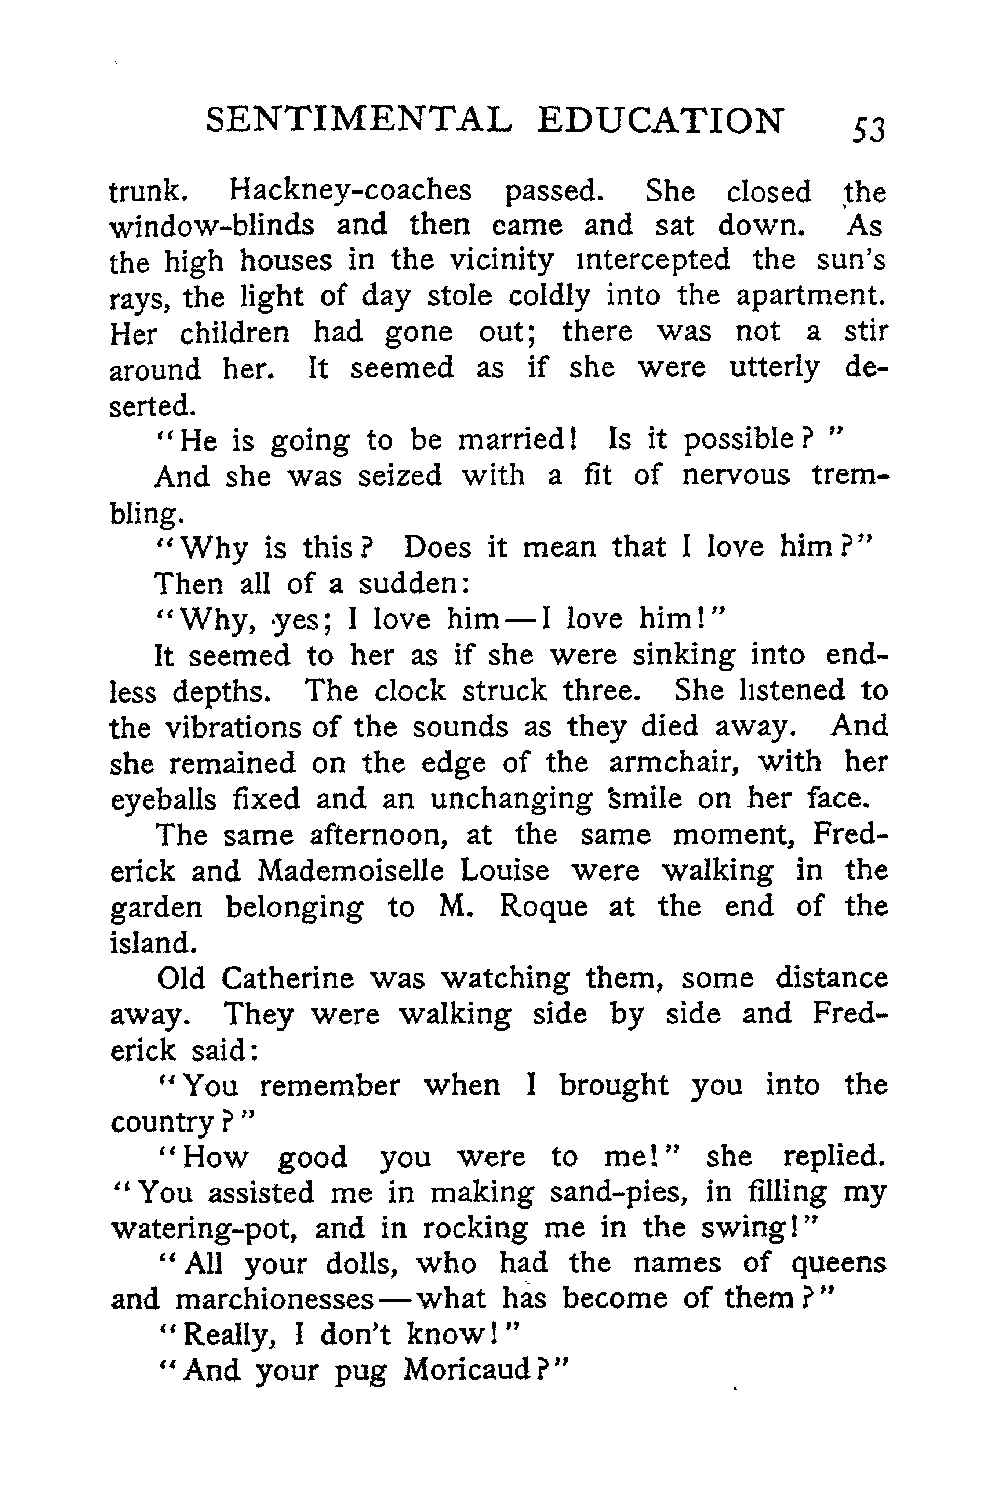 SENTIMENTAL EDUCATION 53
trunk. Hackney-coaches passed. She closed the
window-blinds and then came and sat down. As
the high houses in the vicinity intercepted the sun's
rays, the light of day stole coldly into the apartment.
Her children had gone out; there was not a stir
around her. It seemed as if she were utterly de-
serted.
"He is going to be married! Is it possible?"
And she was seized with a fit of nervous trem-
bling.
"Why is this? Does it mean that I love him?"
Then all of a sudden:
"Why, yes; I love him—I love him!"
It seemed to her as if she were sinking into end-
less depths. The clock struck three. She listened to
the vibrations of the sounds as they died away. And
she remained on the edge of the armchair, with her
eyeballs fixed and an unchanging smile on her face.
The same afternoon, at the same moment, Fred-
erick and Mademoiselle Louise were walking in the
garden belonging to M. Roque at the end of the
island.
Old Catherine was watching them, some distance
away. They were walking side by side and Fred-
erick said:
"You remember when I brought you into the
country?"
"How good you were to me!" she replied.
"You assisted me in making sand-pies, in filling my
watering-pot, and in rocking me in the swing!"
"All your dolls, who had the names of queens
and marchionesses—what has become of them?"
"Really, I don't know!"
"And your pug Moricaud?"